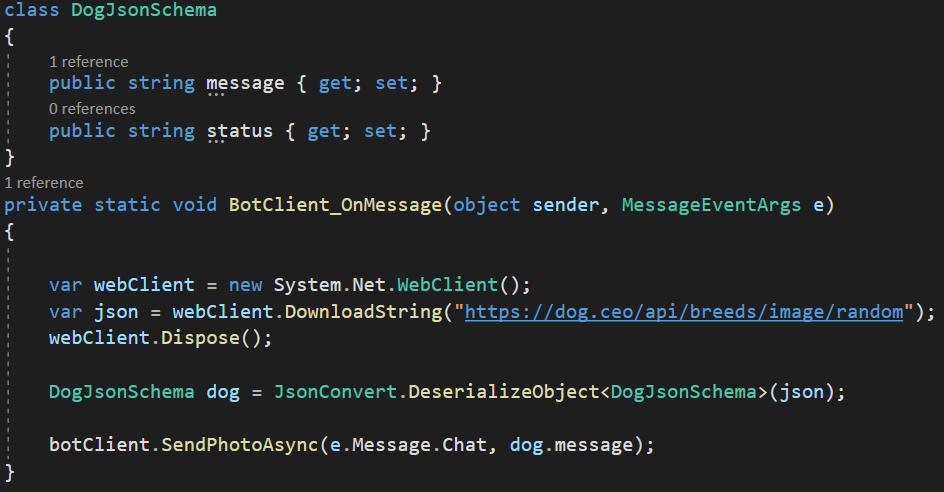 class DogJsonSchema
{
1 reference
public string message { get; set; }
0 references
public string status { get; set; }
}
1 reference
private static void BotClient_OnMessage(object sender, MessageEventArgs e)
{
var webClient = new System.Net.WebClient();
var json = webClient.DownloadString("https://dog.ceo/api/breeds/image/random");
webClient.Dispose();
DogJsonSchema dog = JsonConvert.DeserializeObject<DogJsonSchema>(json);
botClient.SendPhotoAsync(e.Message.Chat, dog.message);
}